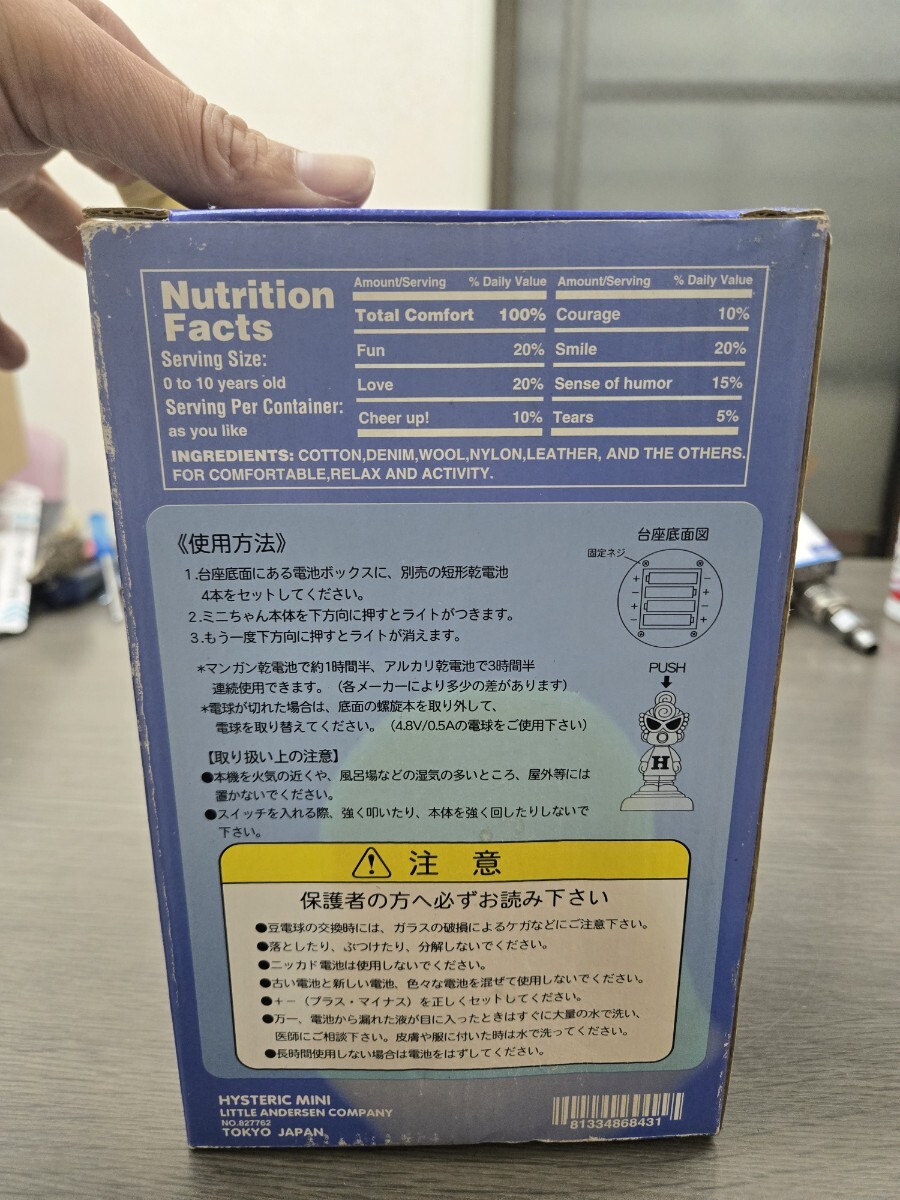 Nutrition
Facts
Serving Size:
0 to 10 years old
Serving Per Container:
as you like
Amount/Serving % Daily Value
Total Comfort 100%
Fun 20%
Love 20%
Cheer up! 10%
Amount/Serving % Daily Value
Courage 10%
Smile 20%
Sense of humor 15%
Tears 5%
INGREDIENTS: COTTON,DENIM,WOOL,NYLON,LEATHER, AND THE OTHERS.
FOR COMFORTABLE,RELAX AND ACTIVITY.
《使用方法》
1.台座底面にある電池ボックスに、別売の短形乾電池
4本をセットしてください。
2.ミニちゃん本体を下方向に押すとライトがつきます。
3.もう一度下方向に押すとライトが消えます。
*マンガン乾電池で約1時間半、アルカリ乾電池で3時間半
連続使用できます。（各メーカーにより多少の差があります）
*電球が切れた場合は、底面の螺旋本を取り外して、
電球を取り替えてください。（4.8V/0.5Aの電球をご使用下さい）
台座底面図
固定ネジ
− + + − − +
PUSH
H
【取り扱い上の注意】
●本機を火気の近くや、風呂場などの湿気の多いところ、屋外等には
置かないでください。
●スイッチを入れる際、強く叩いたり、本体を強く回したりしないで
下さい。
注 意
保護者の方へ必ずお読み下さい
●豆電球の交換時には、ガラスの破損によるケガなどにご注意下さい。
●落としたり、ぶつけたり、分解しないでください。
●ニッカド電池は使用しないでください。
●古い電池と新しい電池、色々な電池を混ぜて使用しないでください。
●＋−（プラス・マイナス）を正しくセットしてください。
●万一、電池から漏れた液が目に入ったときはすぐに大量の水で洗い、
医師にご相談下さい。皮膚や服に付いた時は水で洗ってください。
●長時間使用しない場合は電池をはずしてください。
HYSTERIC MINI
LITTLE ANDERSEN COMPANY
NO.827762
TOKYO JAPAN
81334868431